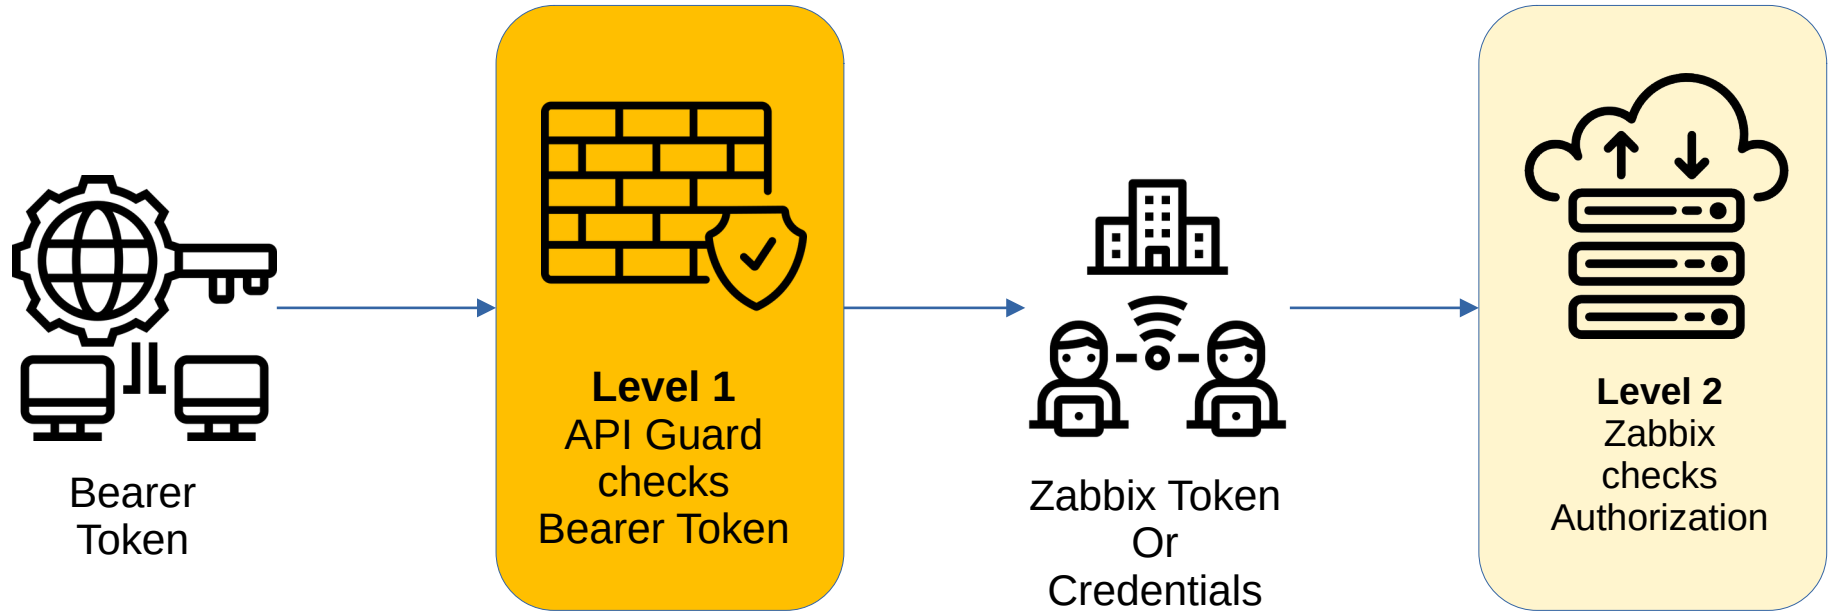 Bearer
Token
Level 1
API Guard
checks
Bearer Token
Zabbix Token
Or
Credentials
Level 2
Zabbix
checks
Authorization